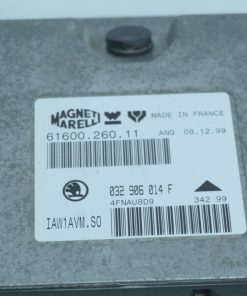 MAGNETI MARELLI MADE IN FRANCE
61600.260.11 ANG 08.12.99
032 906 014 F
4FNAU8D9 342 99
IAW1AVM.SO